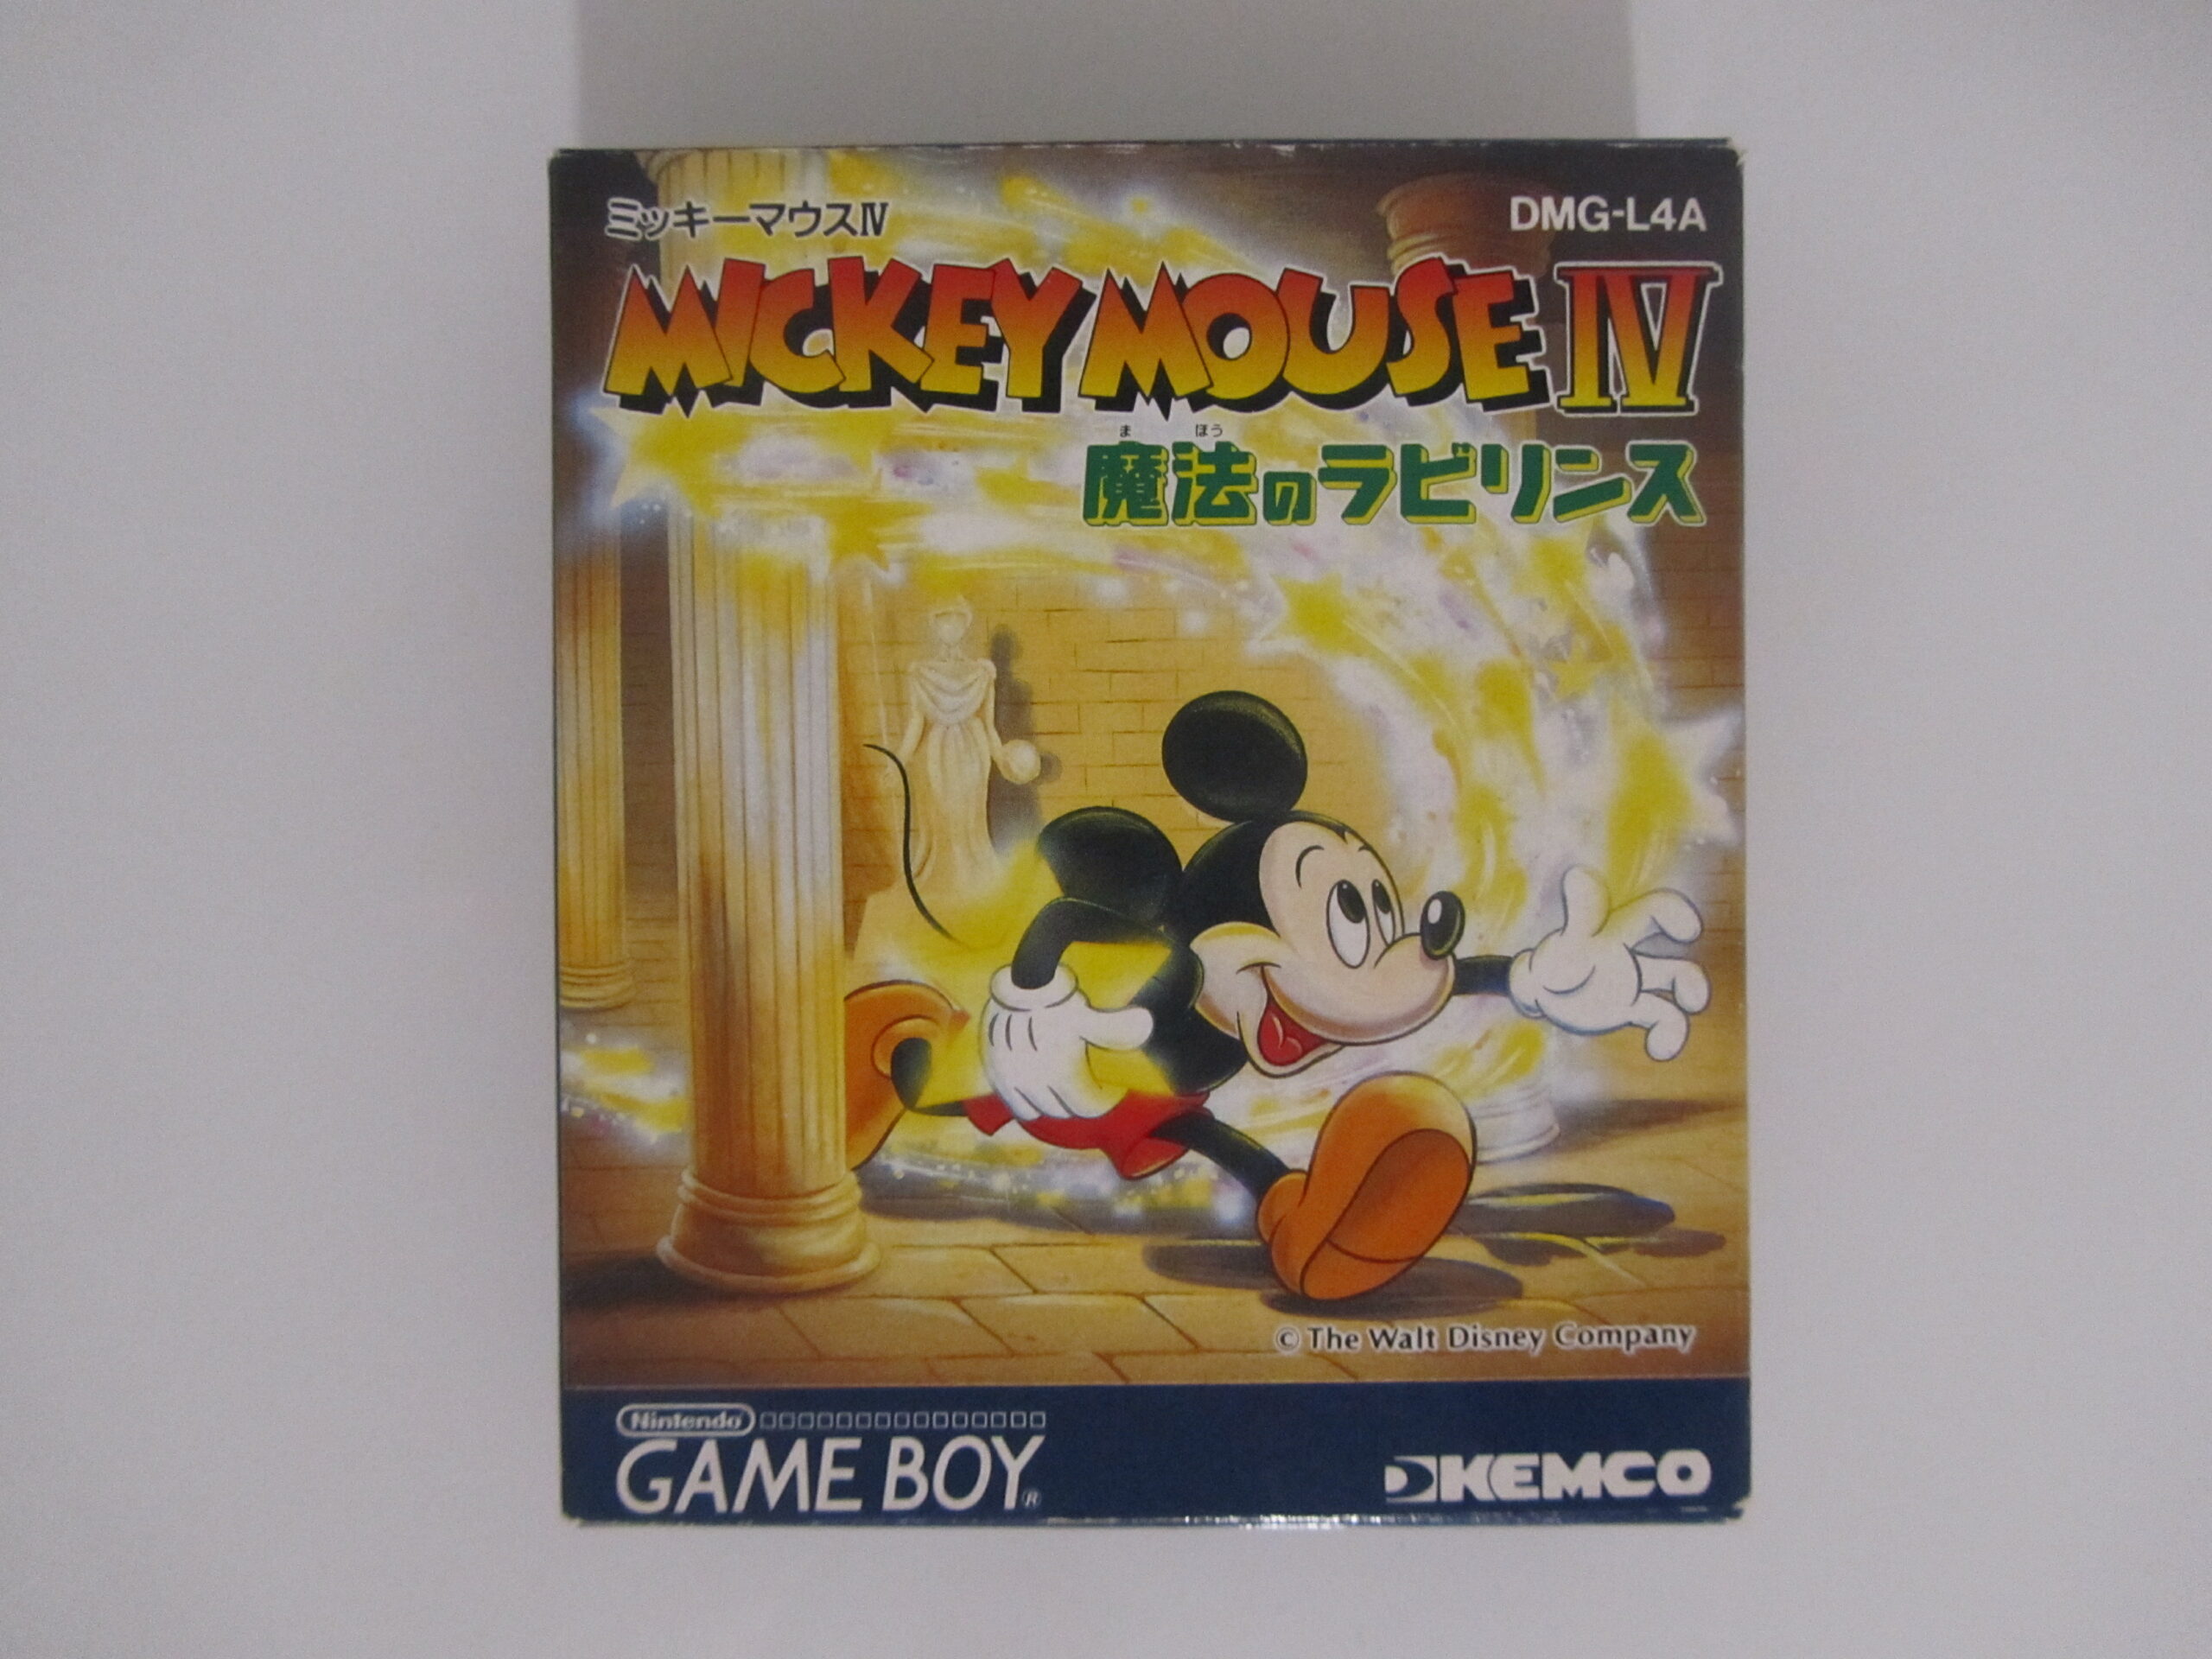 ミッキーマウスⅣ
DMG-L4A
MICKEY MOUSE Ⅳ
ま ほう
魔法のラビリンス
© The Walt Disney Company
Nintendo
GAME BOY®
KEMCO